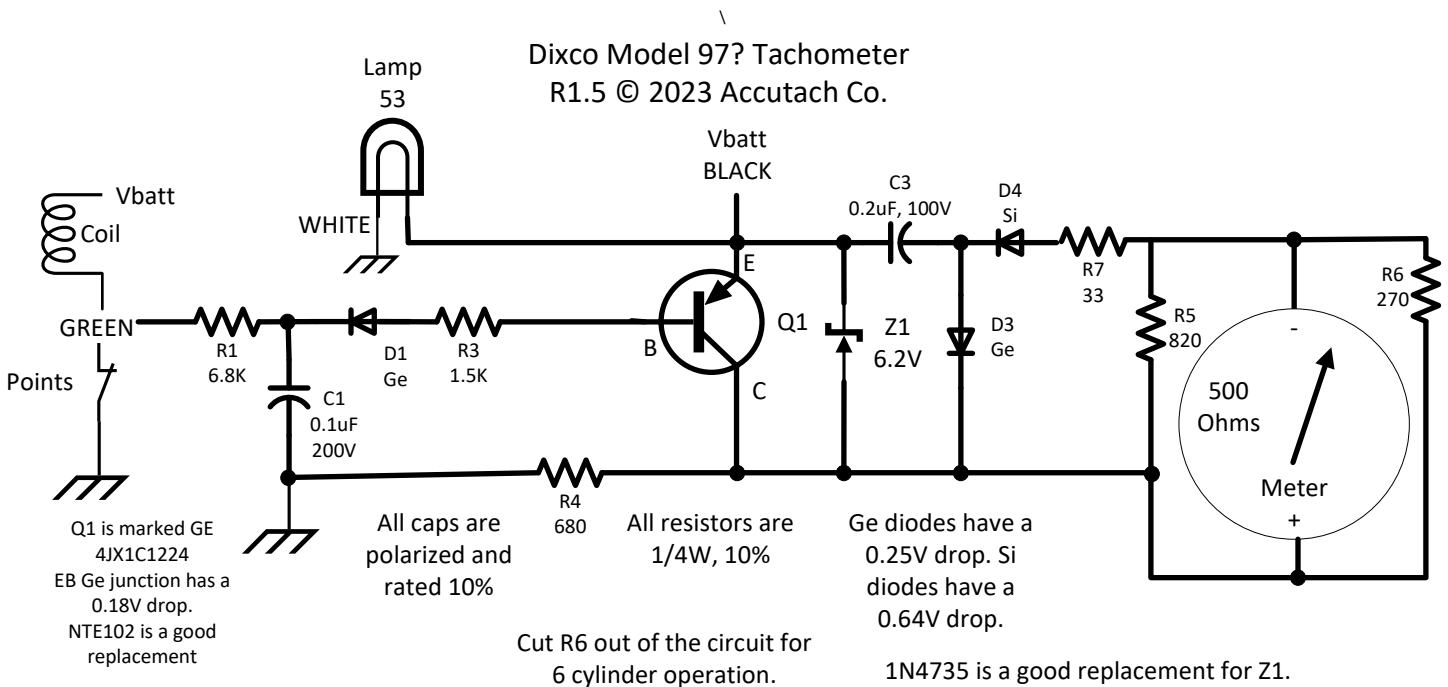 \
Dixco Model 97? Tachometer
R1.5 © 2023 Accutach Co.
Lamp
53
Vbatt
BLACK
WHITE
Vbatt
Coil
GREEN
Points
R1
6.8K
C1
0.1uF
200V
D1
Ge
R3
1.5K
B
E
C
Q1
Z1
6.2V
C3
0.2uF, 100V
D4
Si
D3
Ge
R7
33
R5
820
R6
270
500
Ohms
-
Meter
+
R4
680
Q1 is marked GE
4JX1C1224
EB Ge junction has a
0.18V drop.
NTE102 is a good
replacement
All caps are
polarized and
rated 10%
All resistors are
1/4W, 10%
Ge diodes have a
0.25V drop. Si
diodes have a
0.64V drop.
Cut R6 out of the circuit for
6 cylinder operation.
1N4735 is a good replacement for Z1.